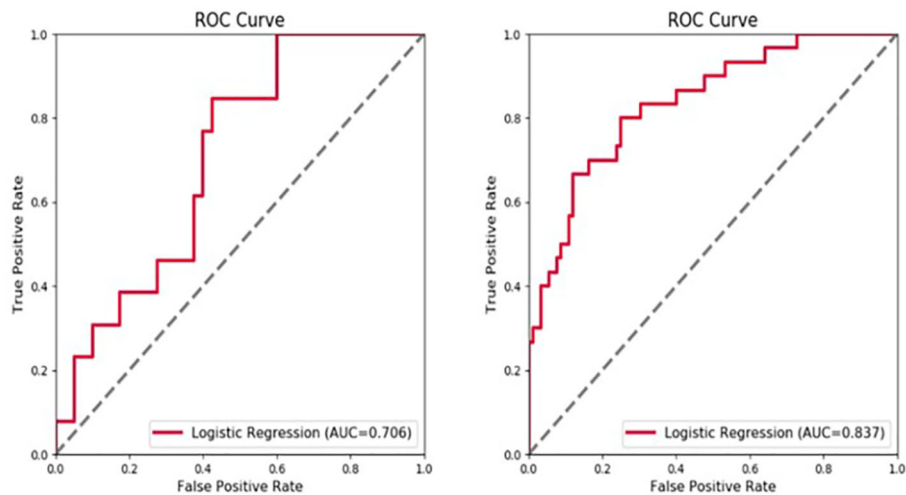 ROC Curve
1.0
0.8
0.6
0.4
0.2
0.0
True Positive Rate
Logistic Regression (AUC=0.706)
0.0 0.2 0.4 0.6 0.8 1.0
False Positive Rate
ROC Curve
1.0
0.8
0.6
0.4
0.2
0.0
True Positive Rate
Logistic Regression (AUC=0.837)
0.0 0.2 0.4 0.6 0.8 1.0
False Positive Rate